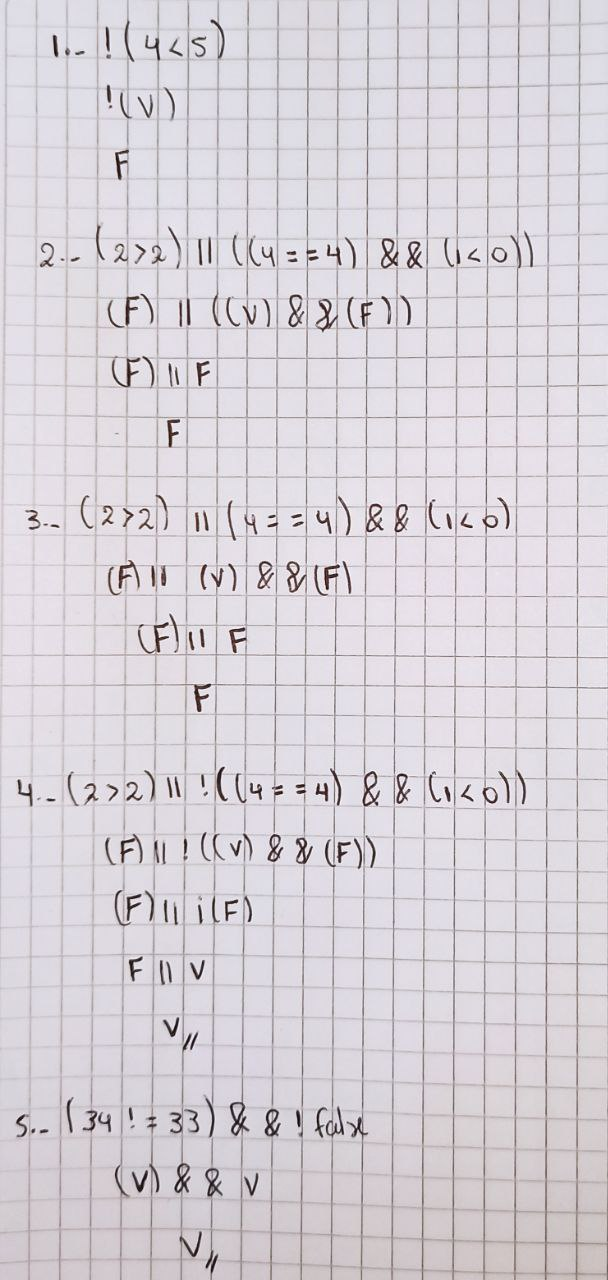 1.- !(4<5)
!(V)
F
2.- (2>2) || ((4==4) && (1<0))
(F) || ((V) && (F))
(F) || F
F
3.- (2>2) || (4==4) && (1<0)
(F) || (V) && (F)
(F) || F
F
4.- (2>2) || !((4==4) && (1<0))
(F) || !((V) && (F))
(F) || ¡(F)
F || V
V//
5.- (34 != 33) && !false
(V) && V
V//